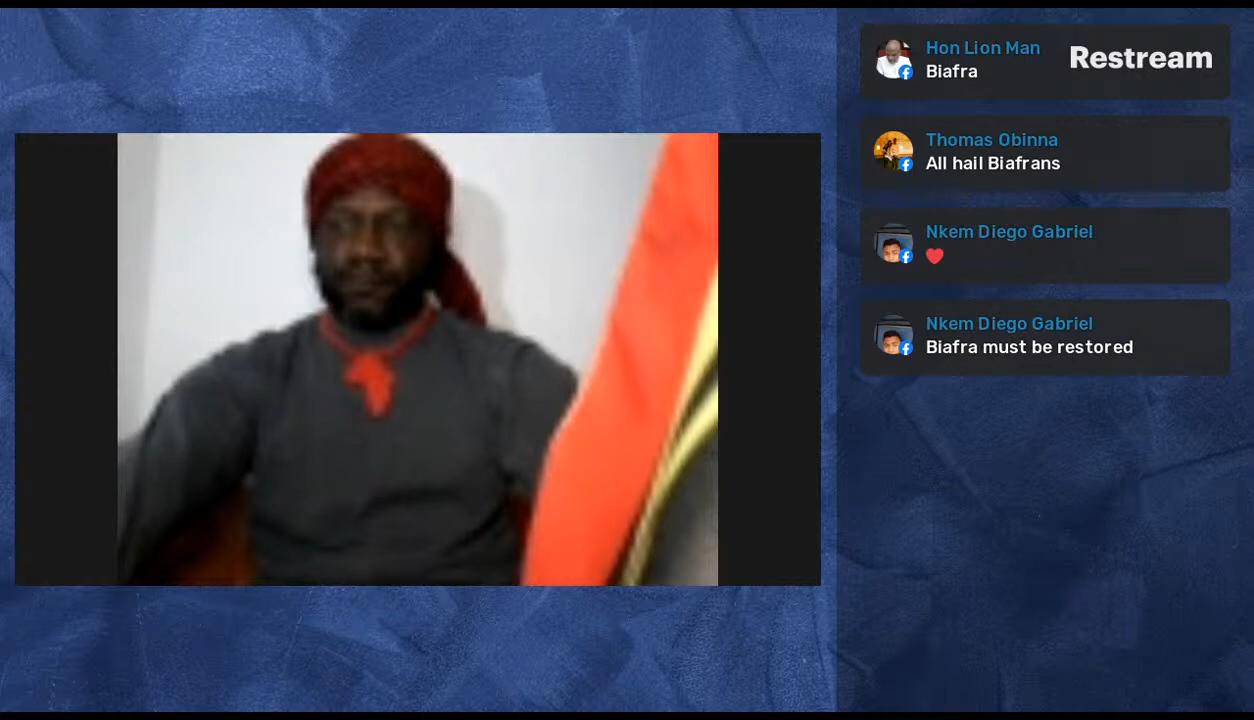 Hon Lion Man
Restream
Biafra
Thomas Obinna
All hail Biafrans
Nkem Diego Gabriel
❤
Nkem Diego Gabriel
Biafra must be restored